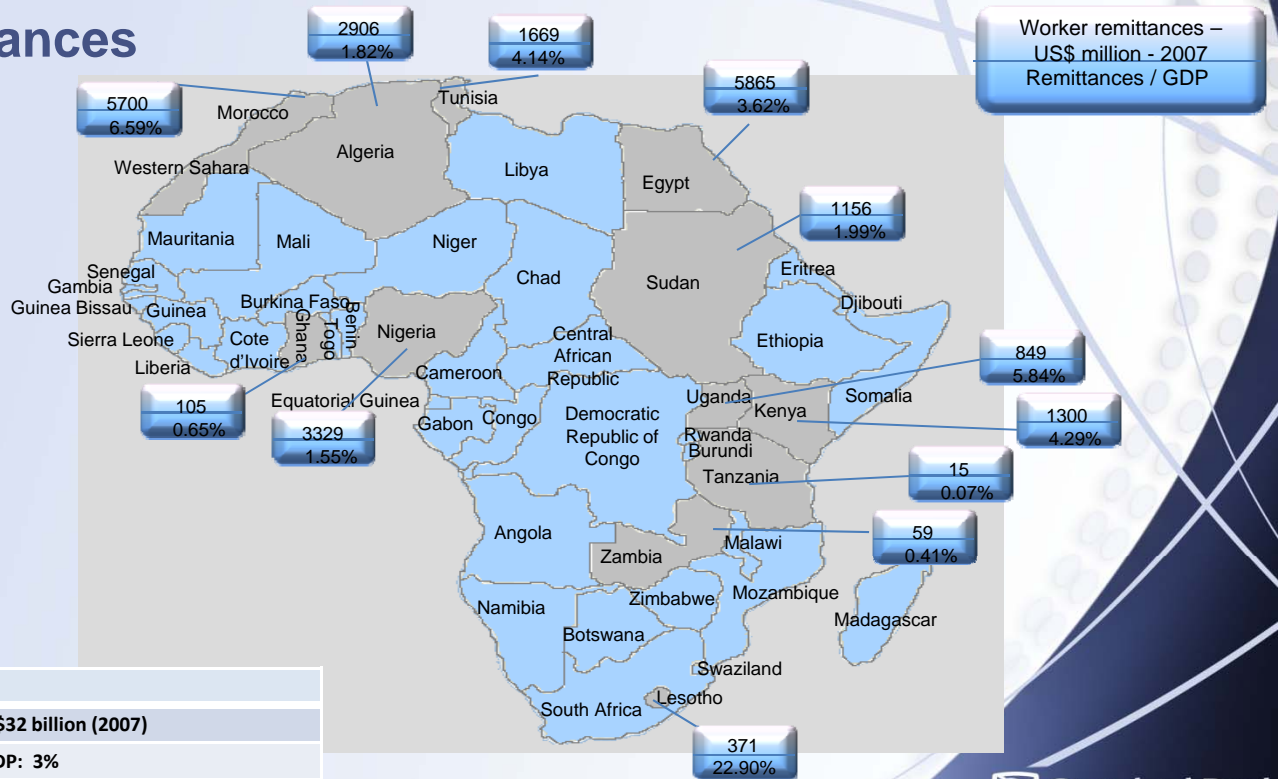 ances
Worker remittances –
US$ million - 2007
Remittances / GDP
2906
1.82%
1669
4.14%
5865
3.62%
5700
6.59%
Morocco
Tunisia
Algeria
Western Sahara
Libya
Egypt
1156
1.99%
Mauritania
Mali
Niger
Chad
Sudan
Eritrea
Senegal
Gambia
Guinea Bissau
Guinea
Burkina Faso
Benin
Ghana
Togo
Nigeria
Djibouti
Sierra Leone
Cote
d'Ivoire
Liberia
Central
African
Republic
Ethiopia
Cameroon
849
5.84%
105
0.65%
Equatorial Guinea
3329
1.55%
Gabon
Congo
Democratic
Republic of
Congo
Uganda
Kenya
Somalia
1300
4.29%
Rwanda
Burundi
Tanzania
15
0.07%
Angola
Zambia
Malawi
59
0.41%
Namibia
Zimbabwe
Mozambique
Botswana
Madagascar
Swaziland
South Africa
Lesotho
371
22.90%
$32 billion (2007)
DP: 3%